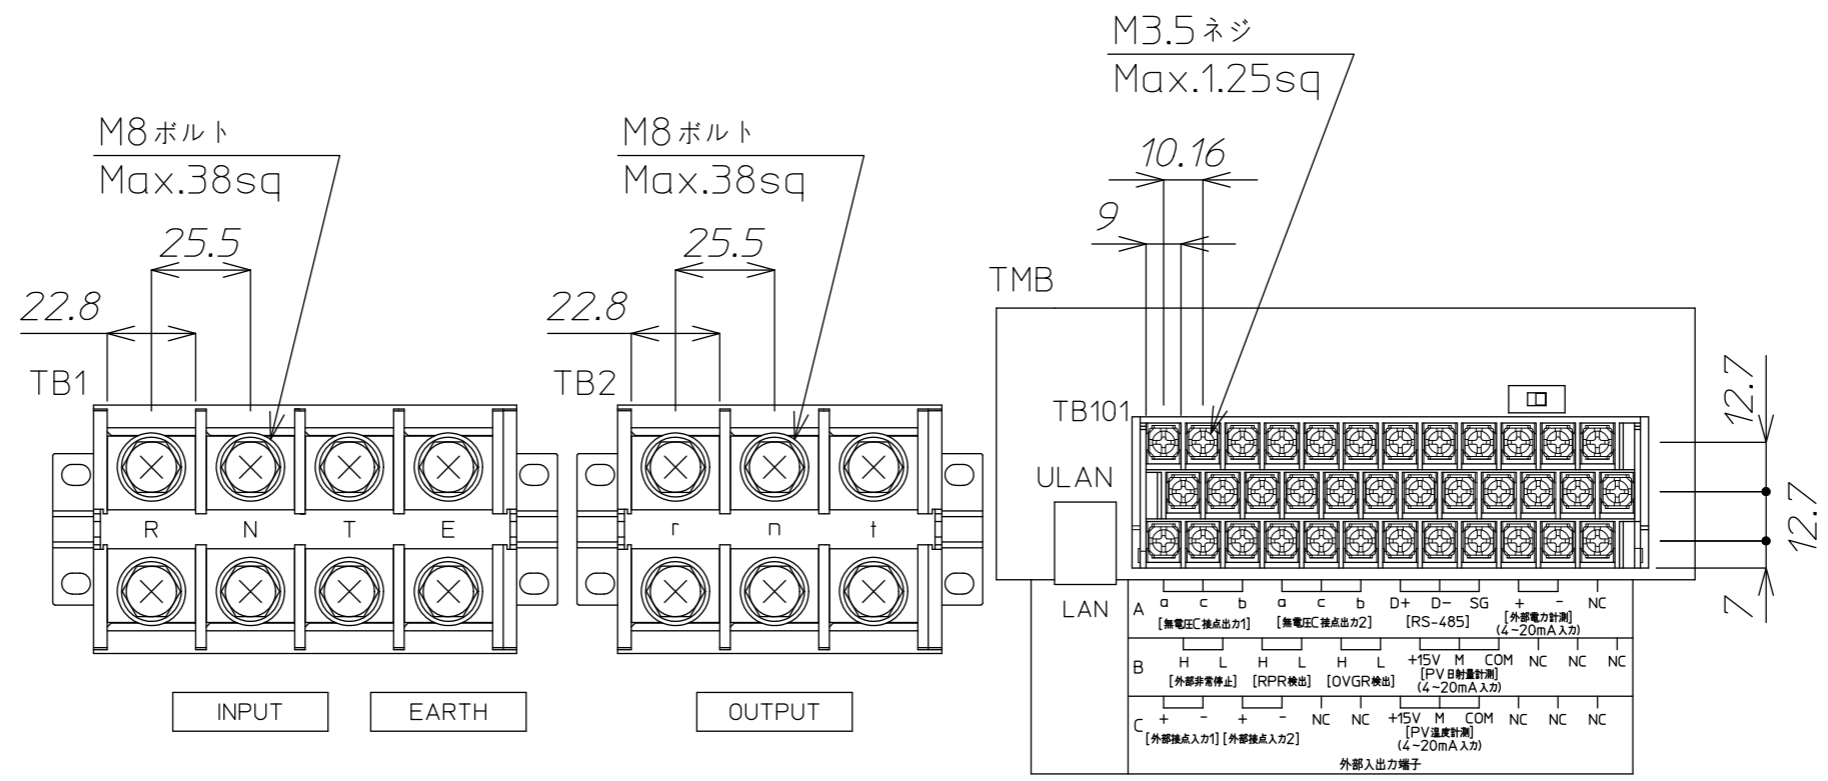 M8ボルト
Max.38sq
25.5
22.8
TB1
R N T E
INPUT EARTH
M8ボルト
Max.38sq
25.5
22.8
TB2
r n t
OUTPUT
M3.5ネジ
Max.1.25sq
10.16
9
TMB
TB101
ULAN
LAN
12.7
12.7
7
A a c b a c b D+ D- SG + - NC
[無電圧C接点出力1] [無電圧C接点出力2] [RS-485] [外部電力計測]
(4~20mA入力)
B H L H L H L +15V M COM NC NC NC
[外部非常停止] [RPR検出] [OVGR検出] [PV日射量計測]
(4~20mA入力)
C + - + - NC NC +15V M COM NC NC NC
[外部接点入力1] [外部接点入力2] [PV温度計測]
(4~20mA入力)
外部入出力端子